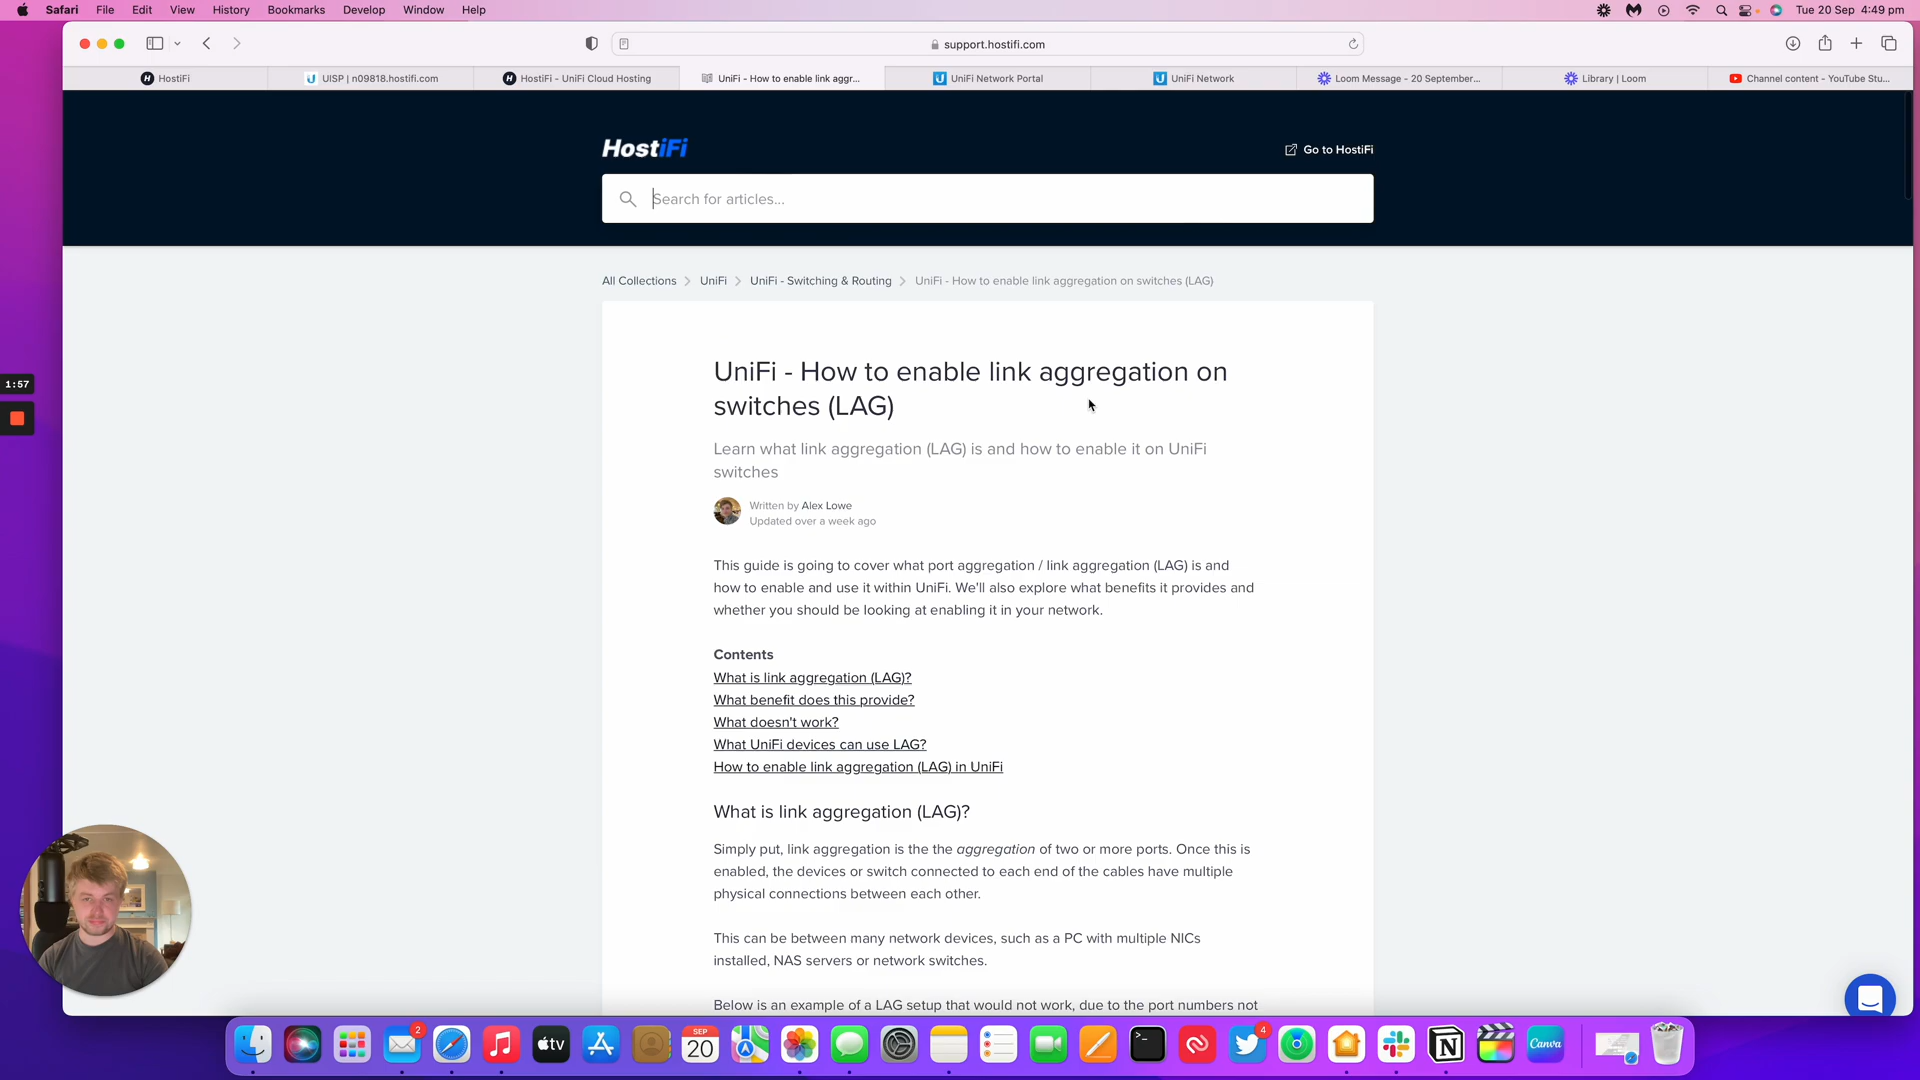 Safari File Edit View History Bookmarks Develop Window Help Tue 20 Sep 4:49 pm
support.hostifi.com
HostiFi UISP | n09818.hostifi.com HostiFi - UniFi Cloud Hosting UniFi - How to enable link aggr... UniFi Network Portal UniFi Network Loom Message - 20 September... Library | Loom Channel content - YouTube Stu...
HostiFi
Go to HostiFi
Search for articles...
All Collections UniFi UniFi - Switching & Routing UniFi - How to enable link aggregation on switches (LAG)
UniFi - How to enable link aggregation on
switches (LAG)
1:57
Learn what link aggregation (LAG) is and how to enable it on UniFi
switches
Written by Alex Lowe
Updated over a week ago
This guide is going to cover what port aggregation / link aggregation (LAG) is and
how to enable and use it within UniFi. We'll also explore what benefits it provides and
whether you should be looking at enabling it in your network.
Contents
What is link aggregation (LAG)?
What benefit does this provide?
What doesn't work?
What UniFi devices can use LAG?
How to enable link aggregation (LAG) in UniFi
What is link aggregation (LAG)?
Simply put, link aggregation is the the aggregation of two or more ports. Once this is
enabled, the devices or switch connected to each end of the cables have multiple
physical connections between each other.
This can be between many network devices, such as a PC with multiple NICs
installed, NAS servers or network switches.
Below is an example of a LAG setup that would not work, due to the port numbers not
2 tv SEP 20 4 N Canva